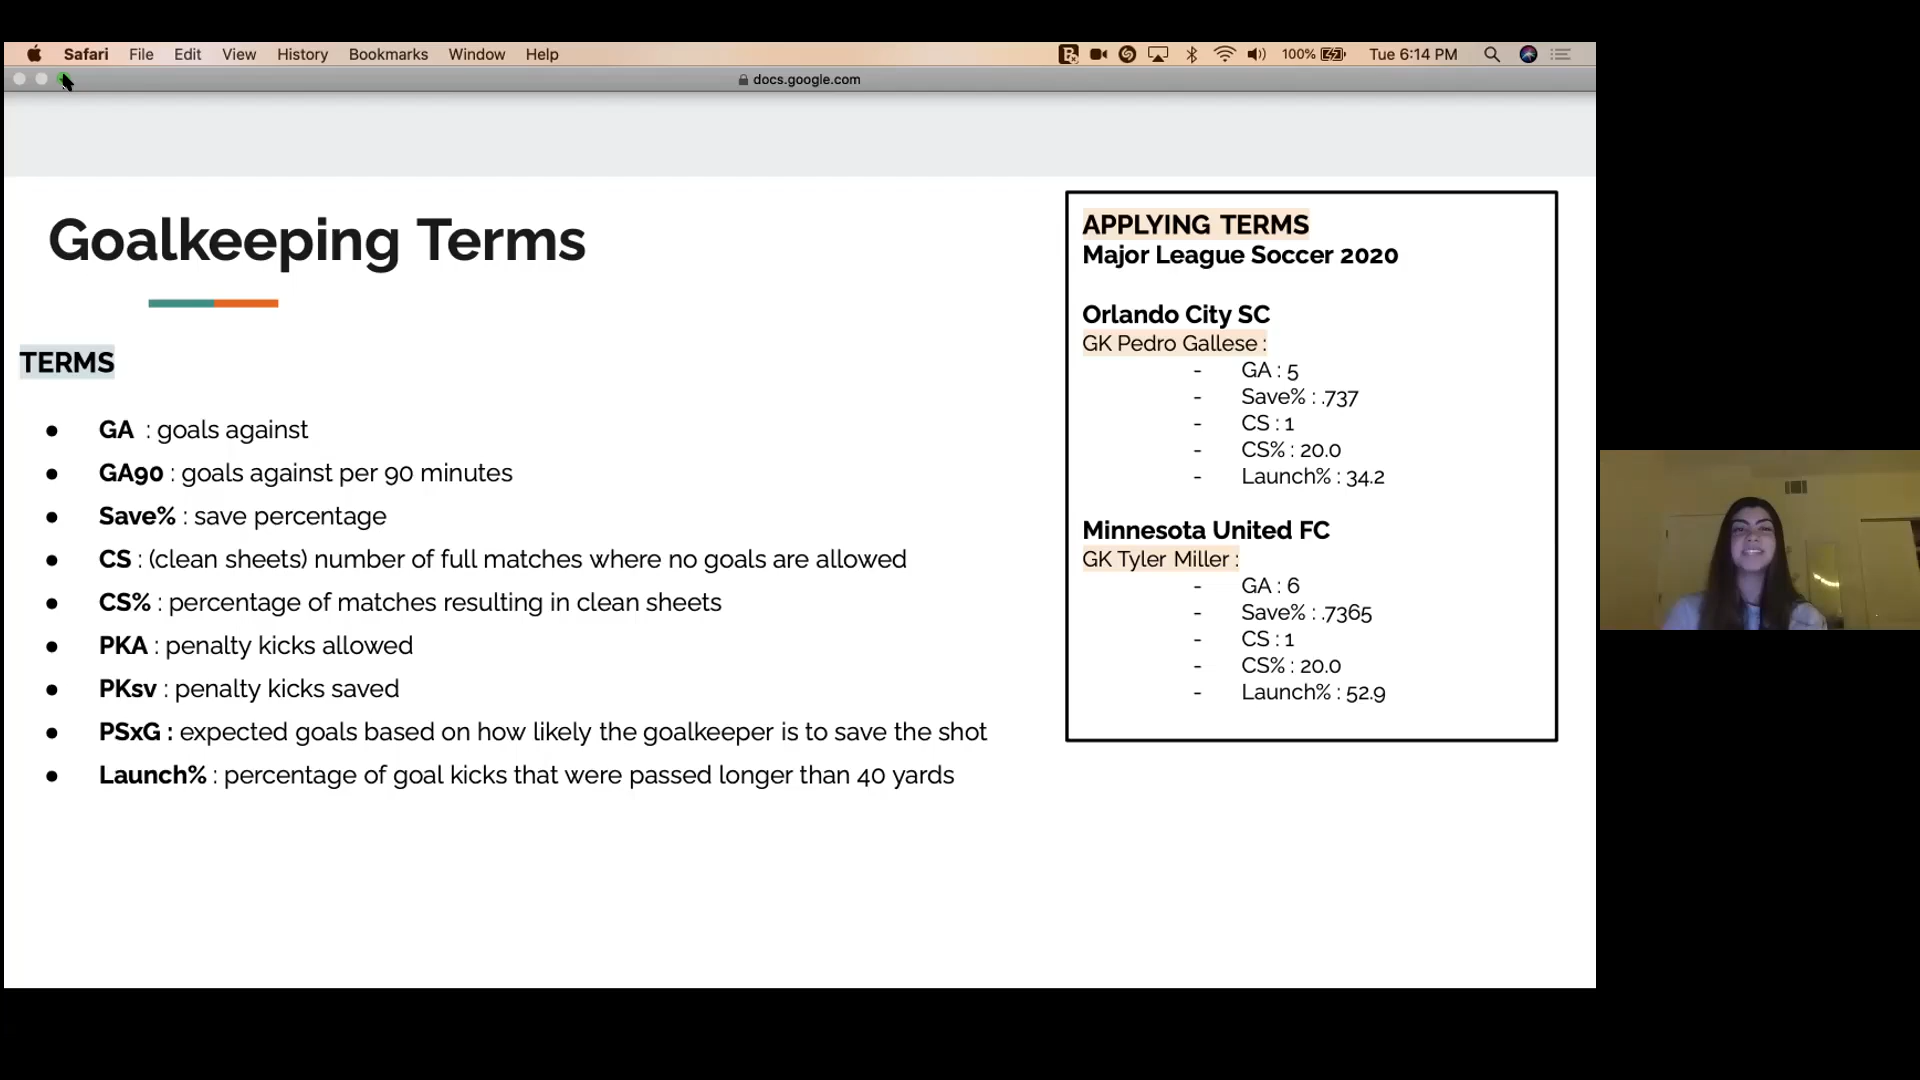 Safari File Edit View History Bookmarks Window Help 100% Tue 6:14 PM
docs.google.com
Goalkeeping Terms
TERMS
● GA : goals against
● GA90 : goals against per 90 minutes
● Save% : save percentage
● CS : (clean sheets) number of full matches where no goals are allowed
● CS% : percentage of matches resulting in clean sheets
● PKA : penalty kicks allowed
● PKsv : penalty kicks saved
● PSxG : expected goals based on how likely the goalkeeper is to save the shot
● Launch% : percentage of goal kicks that were passed longer than 40 yards
APPLYING TERMS
Major League Soccer 2020
Orlando City SC
GK Pedro Gallese :
- GA : 5
- Save% : .737
- CS : 1
- CS% : 20.0
- Launch% : 34.2
Minnesota United FC
GK Tyler Miller :
- GA : 6
- Save% : .7365
- CS : 1
- CS% : 20.0
- Launch% : 52.9